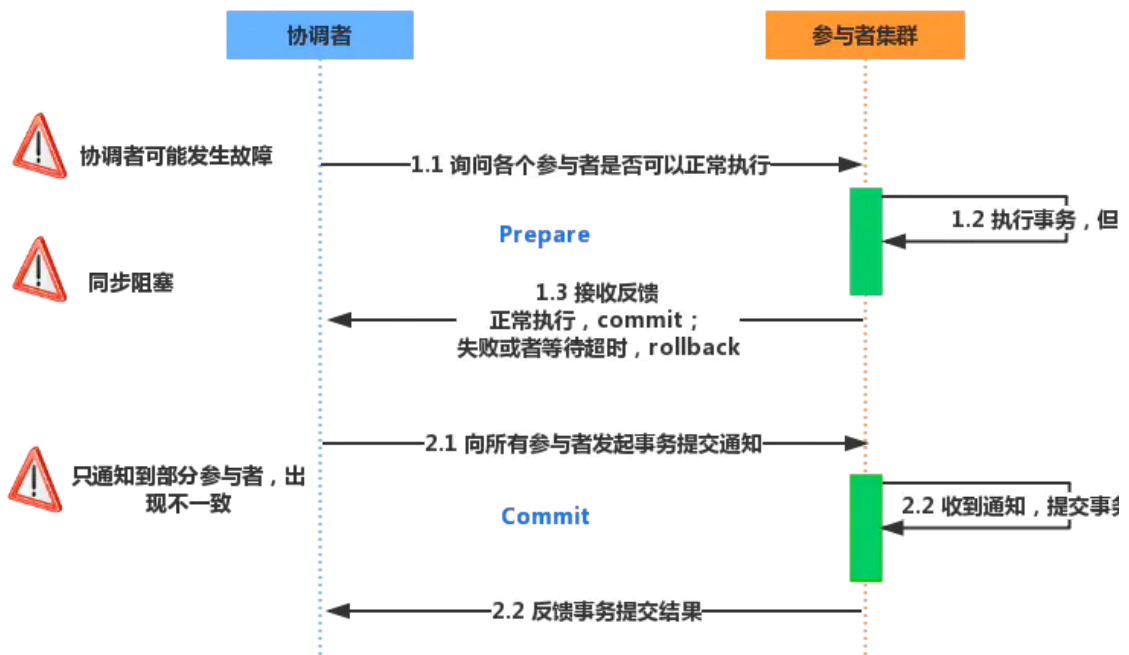 协调者
参与者集群
协调者可能发生故障
1.1 询问各个参与者是否可以正常执行
1.2 执行事务，但
Prepare
同步阻塞
1.3 接收反馈
正常执行，commit；
失败或者等待超时，rollback
2.1 向所有参与者发起事务提交通知
只通知到部分参与者，出
现不一致
2.2 收到通知，提交事务
Commit
2.2 反馈事务提交结果